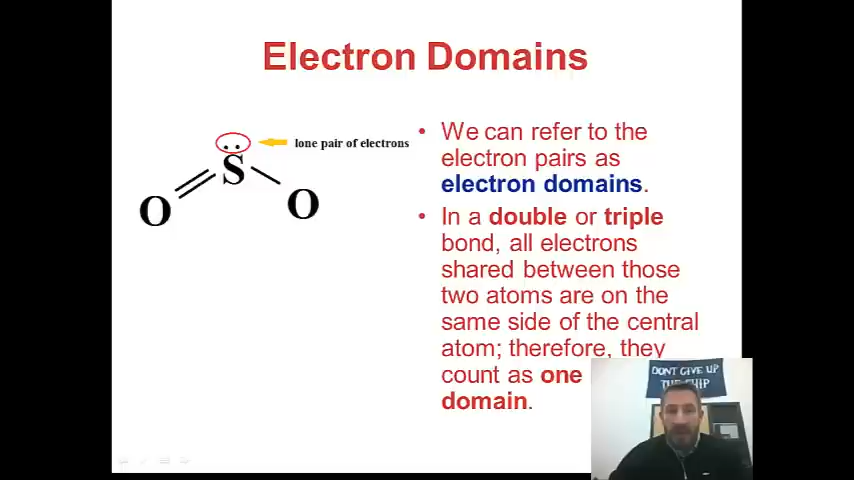 Electron Domains
lone pair of electrons
S
O
O
• We can refer to the
electron pairs as
electron domains.
• In a double or triple
bond, all electrons
shared between those
two atoms are on the
same side of the central
atom; therefore, they
count as one
domain.
DONT GIVE UP
THE SHIP